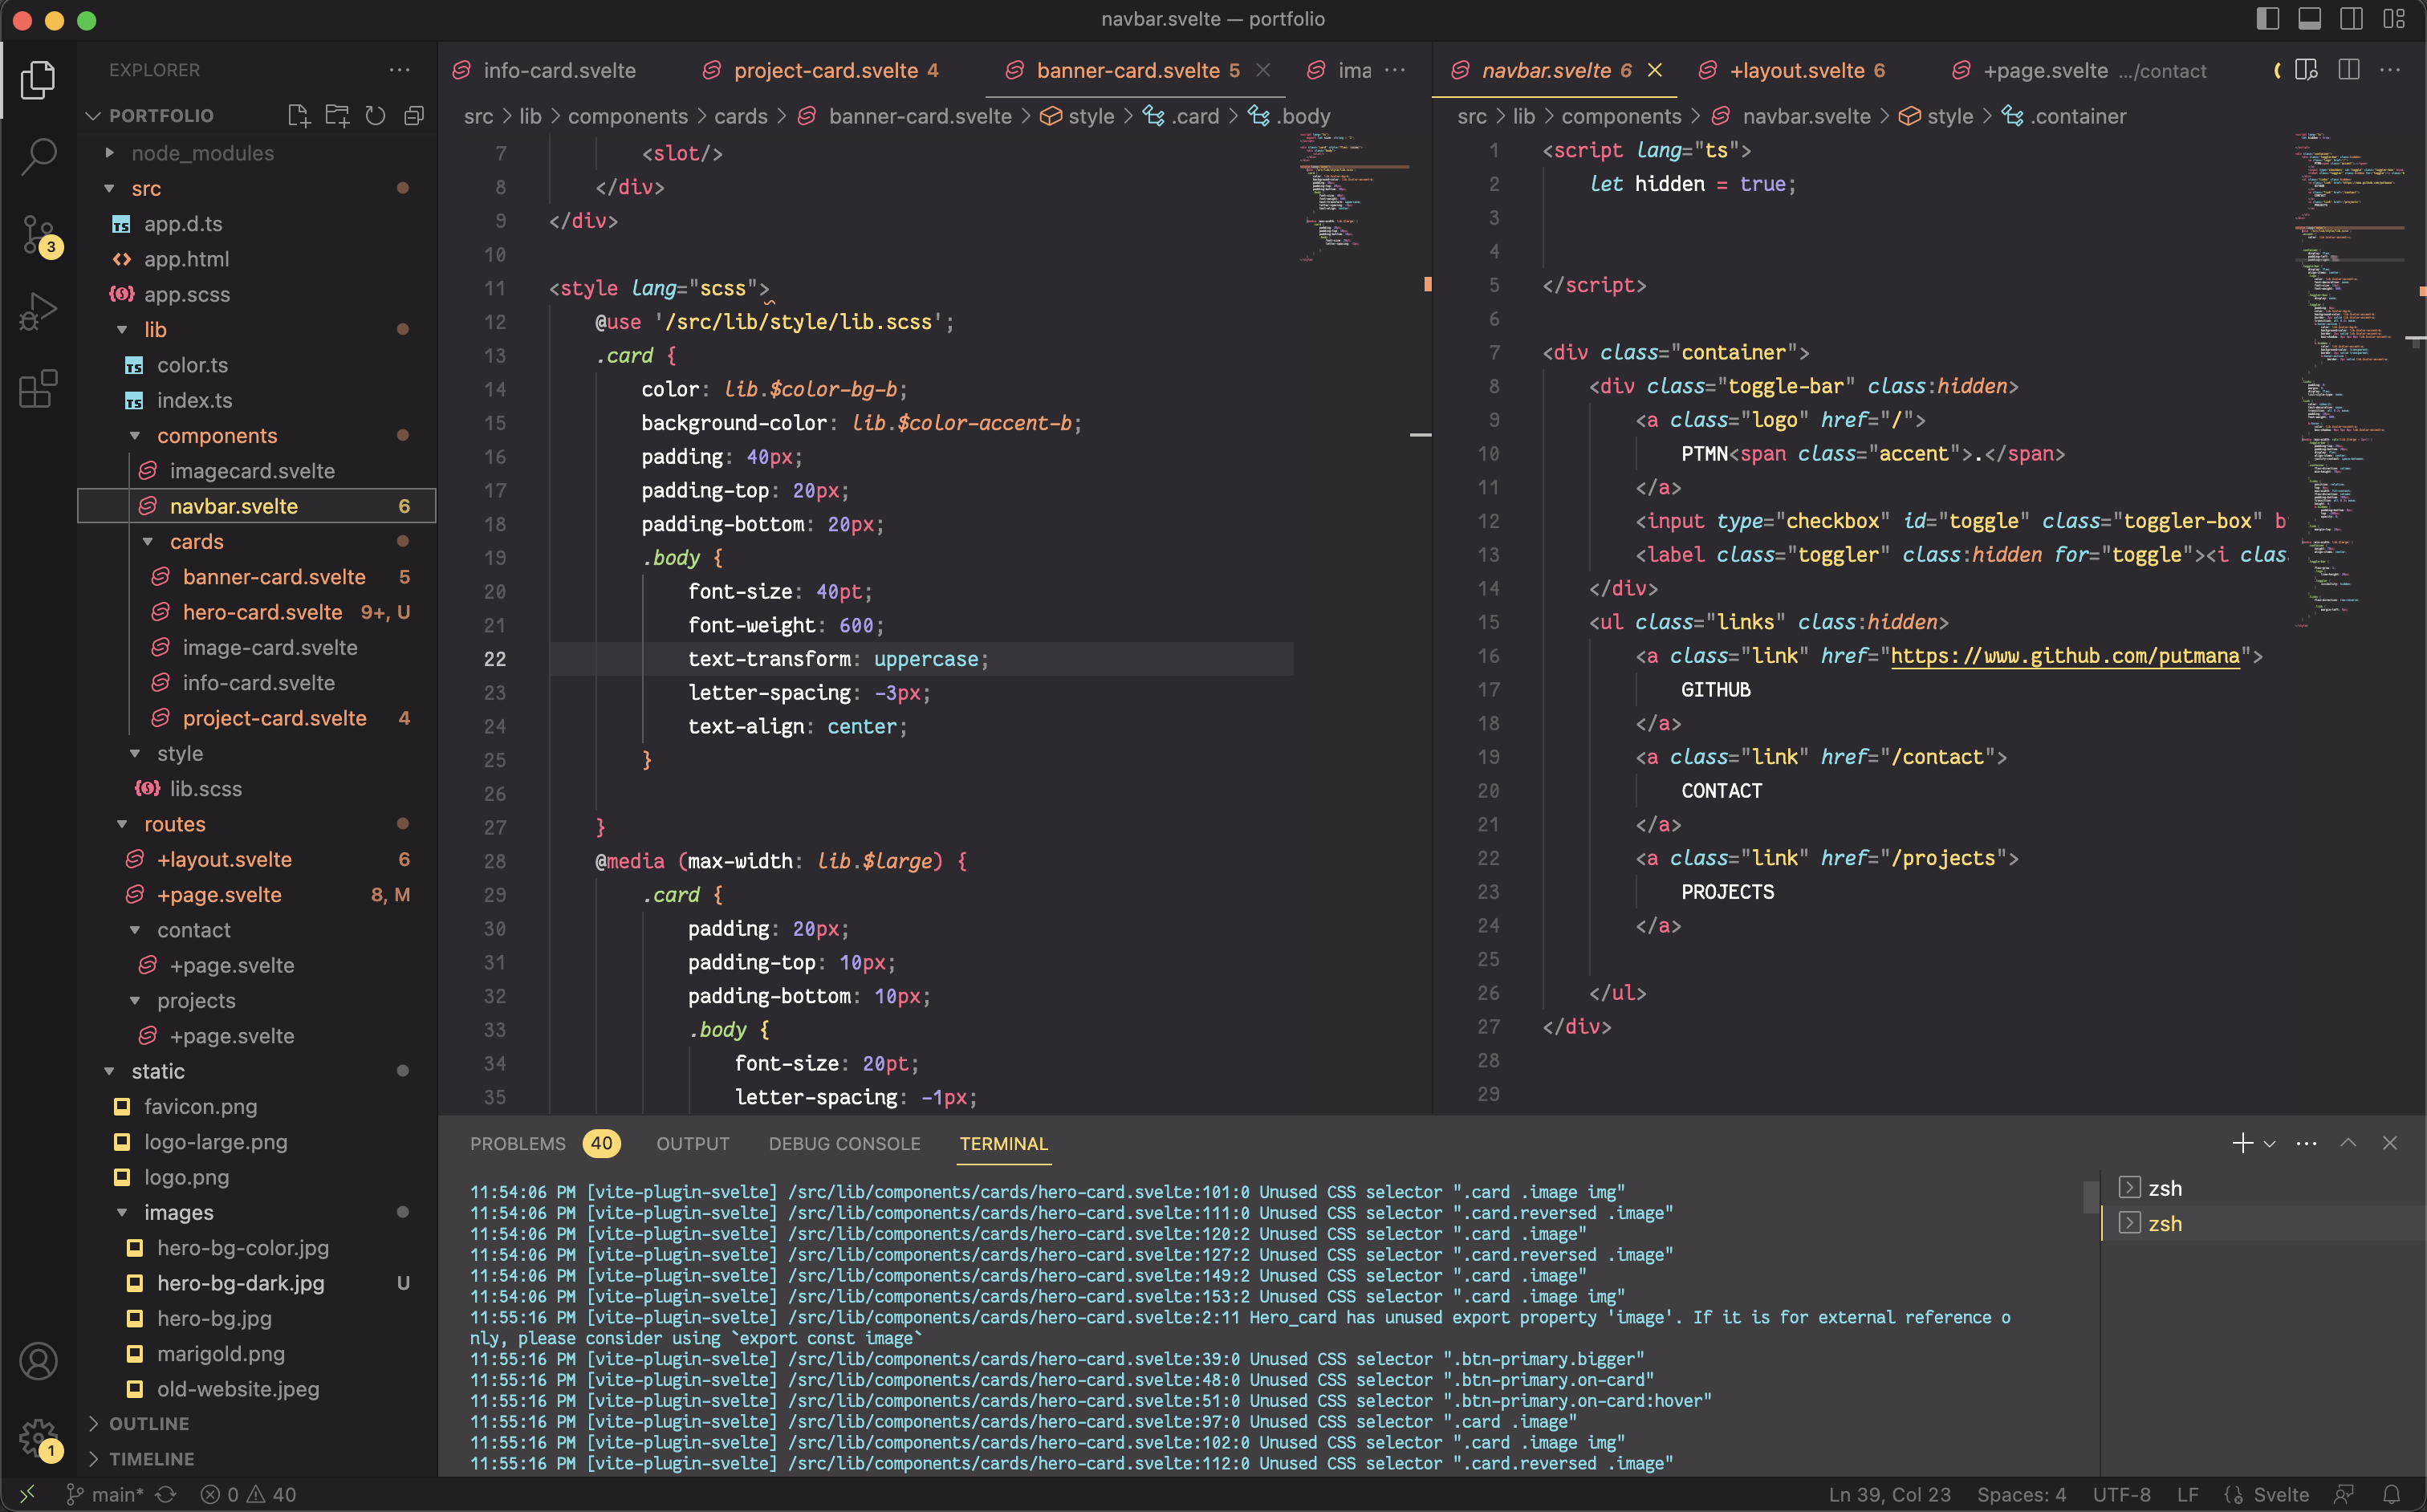 navbar.svelte — portfolio
EXPLORER
PORTFOLIO
node_modules
src
app.d.ts
app.html
app.scss
lib
color.ts
index.ts
components
imagecard.svelte
navbar.svelte 6
cards
banner-card.svelte 5
hero-card.svelte 9+, U
image-card.svelte
info-card.svelte
project-card.svelte 4
style
lib.scss
routes
+layout.svelte 6
+page.svelte 8, M
contact
+page.svelte
projects
+page.svelte
static
favicon.png
logo-large.png
logo.png
images
hero-bg-color.jpg
hero-bg-dark.jpg U
hero-bg.jpg
marigold.png
old-website.jpeg
OUTLINE
TIMELINE
3
1
info-card.svelte project-card.svelte 4 banner-card.svelte 5 ima
src > lib > components > cards > banner-card.svelte > style > .card > .body
7 <slot/>
8 </div>
9 </div>
10
11 <style lang="scss">
12 @use '/src/lib/style/lib.scss';
13 .card {
14 color: lib.$color-bg-b;
15 background-color: lib.$color-accent-b;
16 padding: 40px;
17 padding-top: 20px;
18 padding-bottom: 20px;
19 .body {
20 font-size: 40pt;
21 font-weight: 600;
22 text-transform: uppercase;
23 letter-spacing: -3px;
24 text-align: center;
25 }
26
27 }
28 @media (max-width: lib.$large) {
29 .card {
30 padding: 20px;
31 padding-top: 10px;
32 padding-bottom: 10px;
33 .body {
34 font-size: 20pt;
35 letter-spacing: -1px;
navbar.svelte 6 +layout.svelte 6 +page.svelte .../contact
src > lib > components > navbar.svelte > style > .container
1 <script lang="ts">
2 let hidden = true;
3
4
5 </script>
6
7 <div class="container">
8 <div class="toggle-bar" class:hidden>
9 <a class="logo" href="/">
10 PTMN<span class="accent">.</span>
11 </a>
12 <input type="checkbox" id="toggle" class="toggler-box" b
13 <label class="toggler" class:hidden for="toggle"><i clas
14 </div>
15 <ul class="links" class:hidden>
16 <a class="link" href="https://www.github.com/putmana">
17 GITHUB
18 </a>
19 <a class="link" href="/contact">
20 CONTACT
21 </a>
22 <a class="link" href="/projects">
23 PROJECTS
24 </a>
25
26 </ul>
27 </div>
28
29
PROBLEMS 40 OUTPUT DEBUG CONSOLE TERMINAL
11:54:06 PM [vite-plugin-svelte] /src/lib/components/cards/hero-card.svelte:101:0 Unused CSS selector ".card .image img"
11:54:06 PM [vite-plugin-svelte] /src/lib/components/cards/hero-card.svelte:111:0 Unused CSS selector ".card.reversed .image"
11:54:06 PM [vite-plugin-svelte] /src/lib/components/cards/hero-card.svelte:120:2 Unused CSS selector ".card .image"
11:54:06 PM [vite-plugin-svelte] /src/lib/components/cards/hero-card.svelte:127:2 Unused CSS selector ".card.reversed .image"
11:54:06 PM [vite-plugin-svelte] /src/lib/components/cards/hero-card.svelte:149:2 Unused CSS selector ".card .image"
11:54:06 PM [vite-plugin-svelte] /src/lib/components/cards/hero-card.svelte:153:2 Unused CSS selector ".card .image img"
11:55:16 PM [vite-plugin-svelte] /src/lib/components/cards/hero-card.svelte:2:11 Hero_card has unused export property 'image'. If it is for external reference o
nly, please consider using `export const image`
11:55:16 PM [vite-plugin-svelte] /src/lib/components/cards/hero-card.svelte:39:0 Unused CSS selector ".btn-primary.bigger"
11:55:16 PM [vite-plugin-svelte] /src/lib/components/cards/hero-card.svelte:48:0 Unused CSS selector ".btn-primary.on-card"
11:55:16 PM [vite-plugin-svelte] /src/lib/components/cards/hero-card.svelte:51:0 Unused CSS selector ".btn-primary.on-card:hover"
11:55:16 PM [vite-plugin-svelte] /src/lib/components/cards/hero-card.svelte:97:0 Unused CSS selector ".card .image"
11:55:16 PM [vite-plugin-svelte] /src/lib/components/cards/hero-card.svelte:102:0 Unused CSS selector ".card .image img"
11:55:16 PM [vite-plugin-svelte] /src/lib/components/cards/hero-card.svelte:112:0 Unused CSS selector ".card.reversed .image"
zsh
zsh
main* 0 40
Ln 39, Col 23 Spaces: 4 UTF-8 LF Svelte